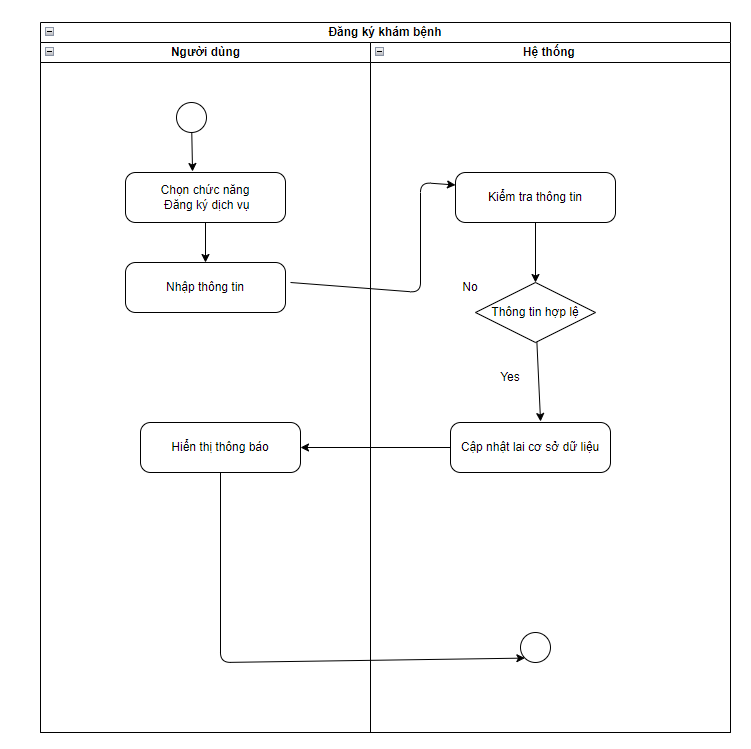 Đăng ký khám bệnh
Người dùng
Hệ thống
Chọn chức năng
Đăng ký dịch vụ
Kiểm tra thông tin
Nhập thông tin
No
Thông tin hợp lệ
Yes
Hiển thị thông báo
Cập nhật lai cơ sở dữ liệu